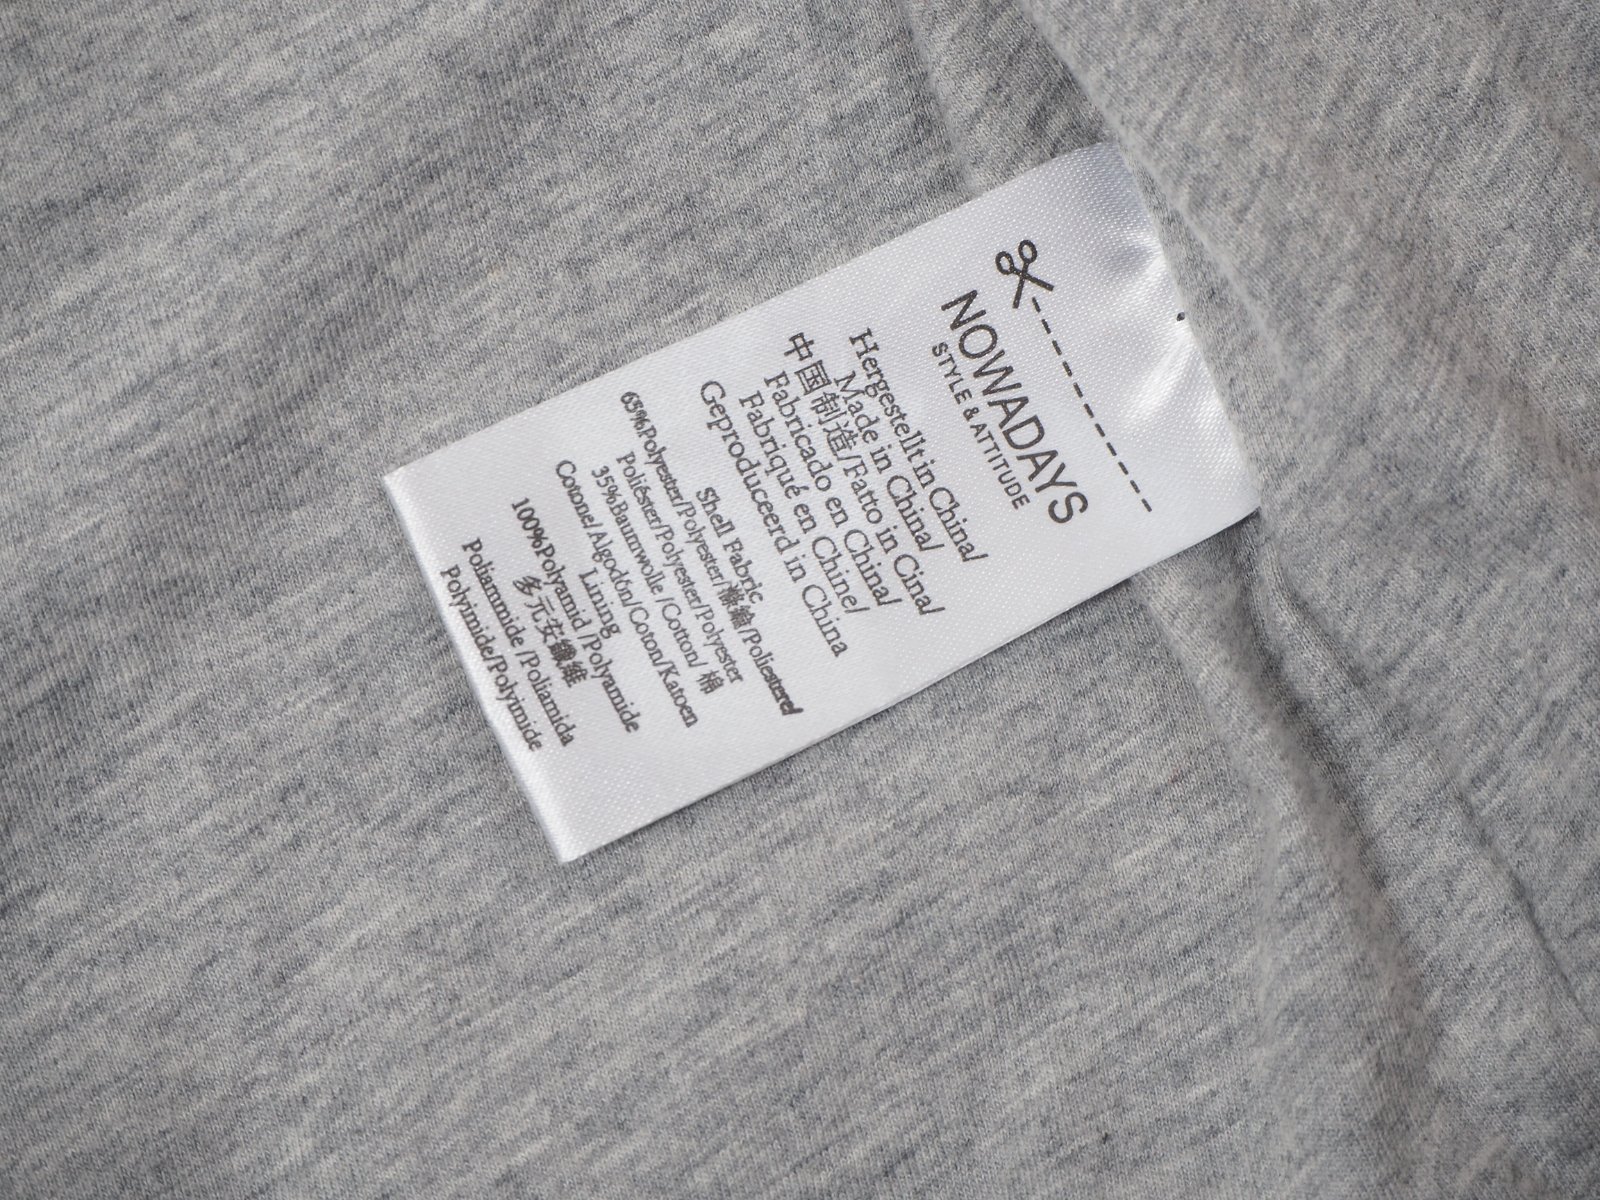 NOWADAYS
STYLE & ATTITUDE
Hergestellt in China/
Made in China/
中国制造/Fatto in Cina/
Fabricado en China/
Fabriqué en Chine/
Geproduceerd in China
Shell Fabric
65%Polyester/Polyester/聚酯/Poliestere/
Poliéster/Polyester/Polyester
35%Baumwolle /Cotton/ 棉
Cotone/Algodón/Coton/Katoen
Lining
100%Polyamid /Polyamide
多元安纖維
Poliammide /Poliamida
Polyimide/Polyimide